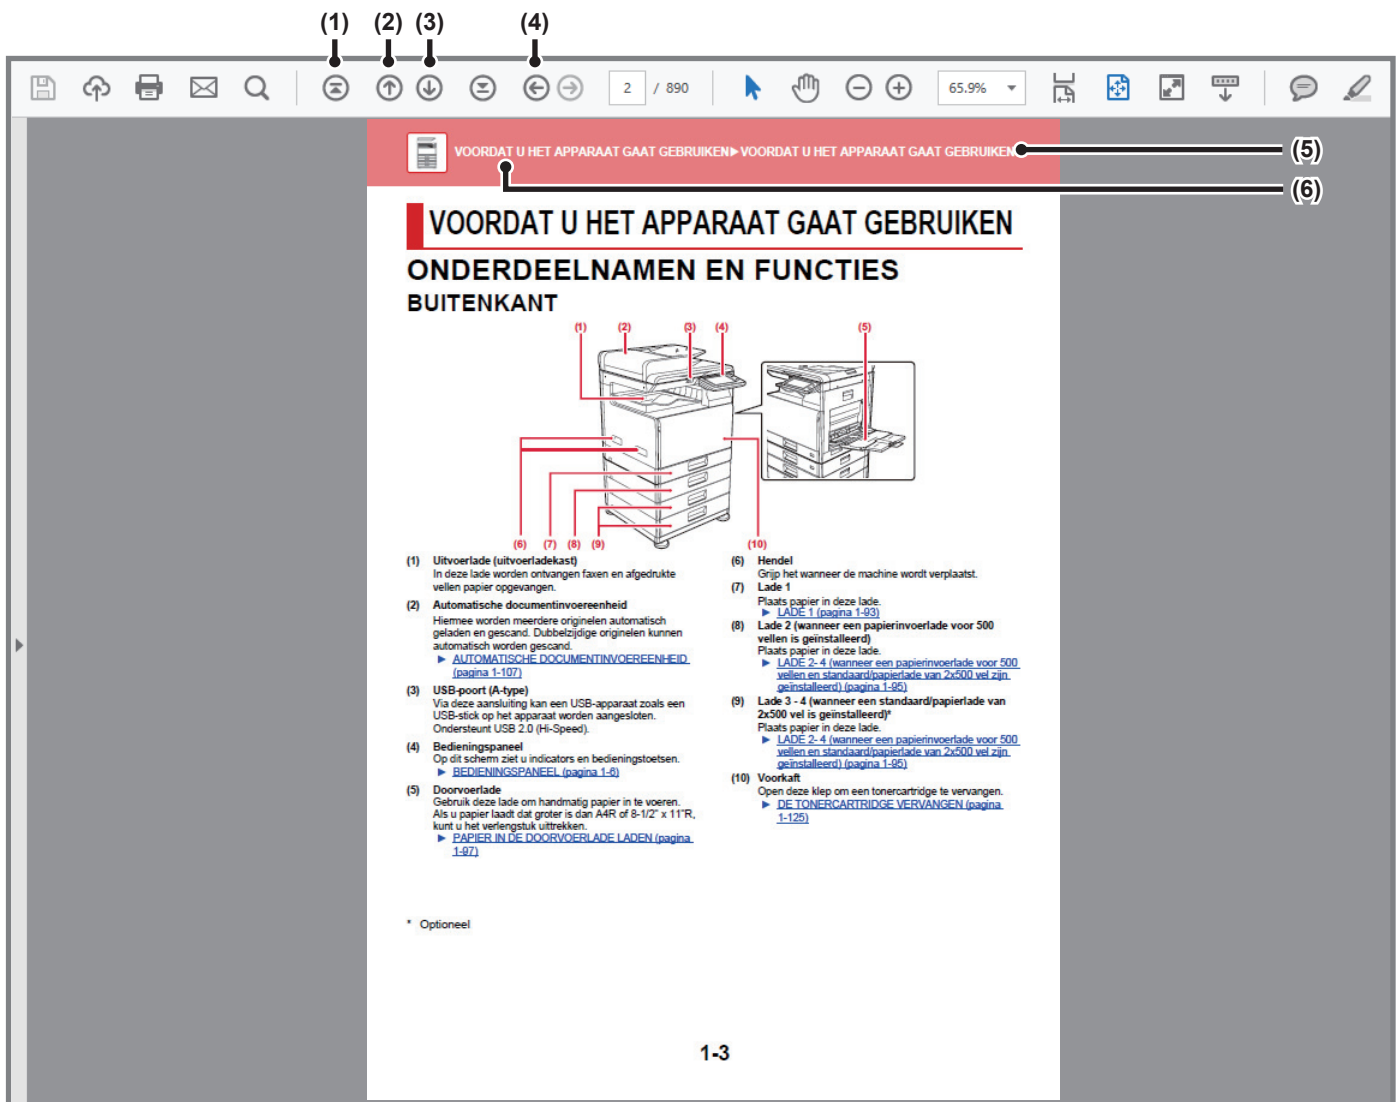 (1) (2) (3) (4)
2 / 890 65.9%
VOORDAT U HET APPARAAT GAAT GEBRUIKEN►VOORDAT U HET APPARAAT GAAT GEBRUIKEN
(5)
(6)
VOORDAT U HET APPARAAT GAAT GEBRUIKEN
ONDERDEELNAMEN EN FUNCTIES
BUITENKANT
(1) (2) (3) (4) (5)
(6) (7) (8) (9) (10)
(1) Uitvoerlade (uitvoerladekast)
In deze lade worden ontvangen faxen en afgedrukte
vellen papier opgevangen.
(2) Automatische documentinvoereenheid
Hiermee worden meerdere originelen automatisch
geladen en gescand. Dubbelzijdige originelen kunnen
automatisch worden gescand.
► AUTOMATISCHE DOCUMENTINVOEREENHEID
(pagina 1-107)
(3) USB-poort (A-type)
Via deze aansluiting kan een USB-apparaat zoals een
USB-stick op het apparaat worden aangesloten.
Ondersteunt USB 2.0 (Hi-Speed).
(4) Bedieningspaneel
Op dit scherm ziet u indicators en bedieningstoetsen.
► BEDIENINGSPANEEL (pagina 1-6)
(5) Doorvoerlade
Gebruik deze lade om handmatig papier in te voeren.
Als u papier laadt dat groter is dan A4R of 8-1/2" x 11"R,
kunt u het verlengstuk uittrekken.
► PAPIER IN DE DOORVOERLADE LADEN (pagina
1-97)
(6) Hendel
Grijp het wanneer de machine wordt verplaatst.
(7) Lade 1
Plaats papier in deze lade.
► LADE 1 (pagina 1-93)
(8) Lade 2 (wanneer een papierinvoerlade voor 500
vellen is geïnstalleerd)
Plaats papier in deze lade.
► LADE 2- 4 (wanneer een papierinvoerlade voor 500
vellen en standaard/papierlade van 2x500 vel zijn
geïnstalleerd) (pagina 1-95)
(9) Lade 3 - 4 (wanneer een standaard/papierlade van
2x500 vel is geïnstalleerd)*
Plaats papier in deze lade.
► LADE 2- 4 (wanneer een papierinvoerlade voor 500
vellen en standaard/papierlade van 2x500 vel zijn
geïnstalleerd) (pagina 1-95)
(10) Voorkaft
Open deze klep om een tonercartridge te vervangen.
► DE TONERCARTRIDGE VERVANGEN (pagina
1-125)
* Optioneel
1-3